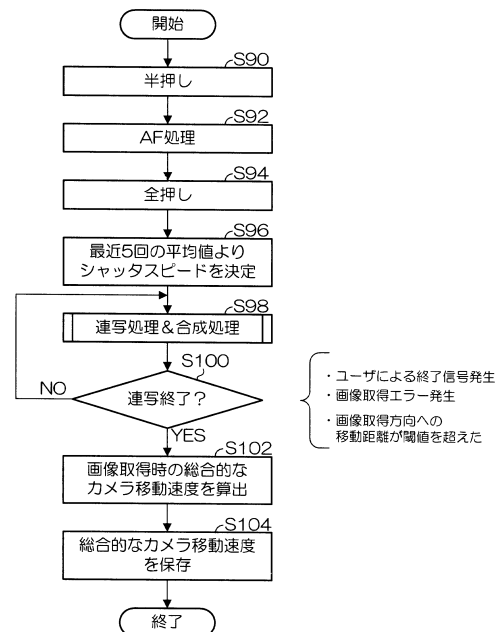 開始
S90
半押し
S92
AF処理
S94
全押し
S96
最近5回の平均値より
シャッタスピードを決定
S98
連写処理&合成処理
S100
連写終了?
NO
YES
・ユーザによる終了信号発生
・画像取得エラー発生
・画像取得方向への
移動距離が閾値を超えた
S102
画像取得時の総合的な
カメラ移動速度を算出
S104
総合的なカメラ移動速度
を保存
終了